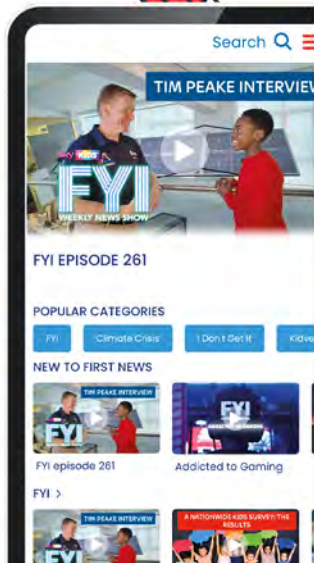 Search
TIM PEAKE INTERVIEW
sky kids
FYI
WEEKLY NEWS SHOW
FYI EPISODE 261
POPULAR CATEGORIES
FYI
Climate Crisis
I Don't Get It
Kidve
NEW TO FIRST NEWS
TIM PEAKE INTERVIEW
FYI
FYI
FYI episode 261
Addicted to Gaming
FYI >
TIM PEAKE INTERVIEW
A NATIONWIDE KIDS SURVEY: THE RESULTS
FYI